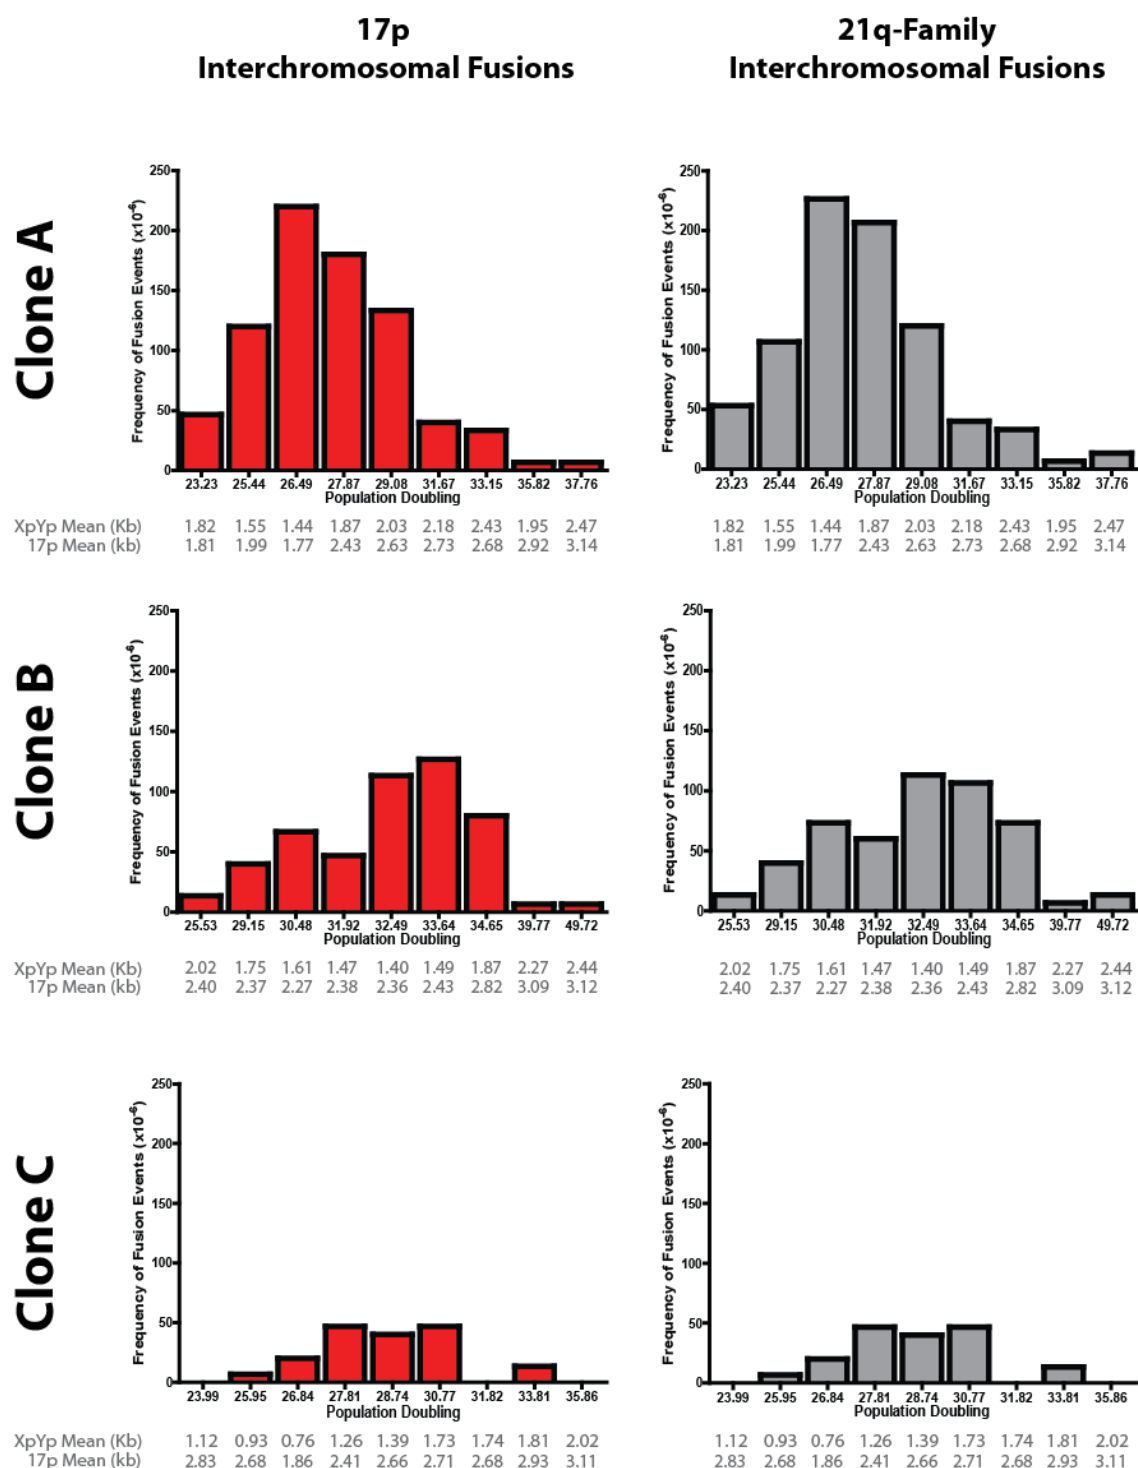 17p
Interchromosomal Fusions
21q-Family
Interchromosomal Fusions
Clone A
Frequency of Fusion Events (x10⁻⁶)
250
200
150
100
50
0
23.23 25.44 26.49 27.87 29.08 31.67 33.15 35.82 37.76
Population Doubling
XpYp Mean (Kb) 1.82 1.55 1.44 1.87 2.03 2.18 2.43 1.95 2.47
17p Mean (kb) 1.81 1.99 1.77 2.43 2.63 2.73 2.68 2.92 3.14
Frequency of Fusion Events (x10⁻⁶)
250
200
150
100
50
0
23.23 25.44 26.49 27.87 29.08 31.67 33.15 35.82 37.76
Population Doubling
1.82 1.55 1.44 1.87 2.03 2.18 2.43 1.95 2.47
1.81 1.99 1.77 2.43 2.63 2.73 2.68 2.92 3.14
Clone B
Frequency of Fusion Events (x10⁻⁶)
250
200
150
100
50
0
25.53 29.15 30.48 31.92 32.49 33.64 34.65 39.77 49.72
Population Doubling
XpYp Mean (Kb) 2.02 1.75 1.61 1.47 1.40 1.49 1.87 2.27 2.44
17p Mean (kb) 2.40 2.37 2.27 2.38 2.36 2.43 2.82 3.09 3.12
Frequency of Fusion Events (x10⁻⁶)
250
200
150
100
50
0
25.53 29.15 30.48 31.92 32.49 33.64 34.65 39.77 49.72
Population Doubling
2.02 1.75 1.61 1.47 1.40 1.49 1.87 2.27 2.44
2.40 2.37 2.27 2.38 2.36 2.43 2.82 3.09 3.12
Clone C
Frequency of Fusion Events (x10⁻⁶)
250
200
150
100
50
0
23.99 25.95 26.84 27.81 28.74 30.77 31.82 33.81 35.86
Population Doubling
XpYp Mean (Kb) 1.12 0.93 0.76 1.26 1.39 1.73 1.74 1.81 2.02
17p Mean (kb) 2.83 2.68 1.86 2.41 2.66 2.71 2.68 2.93 3.11
Frequency of Fusion Events (x10⁻⁶)
250
200
150
100
50
0
23.99 25.95 26.84 27.81 28.74 30.77 31.82 33.81 35.86
Population Doubling
1.12 0.93 0.76 1.26 1.39 1.73 1.74 1.81 2.02
2.83 2.68 1.86 2.41 2.66 2.71 2.68 2.93 3.11